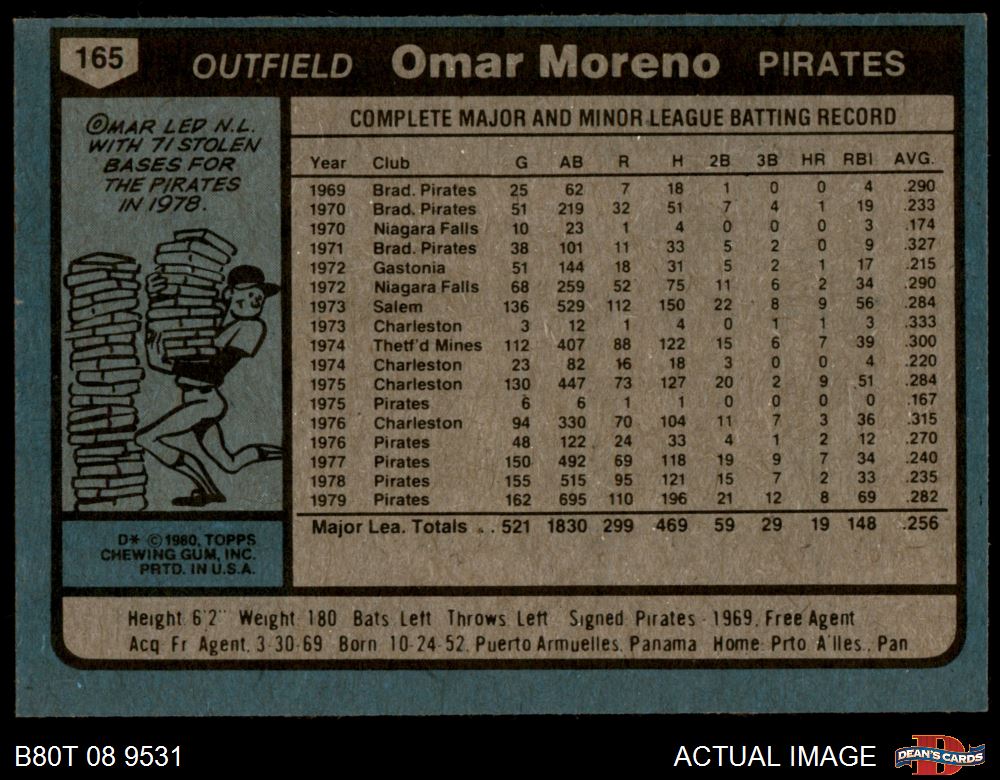 165 OUTFIELD Omar Moreno PIRATES
OMAR LED N.L.
WITH 71 STOLEN
BASES FOR
THE PIRATES
IN 1978.
COMPLETE MAJOR AND MINOR LEAGUE BATTING RECORD
Year Club G AB R H 2B 3B HR RBI AVG.
1969 Brad. Pirates 25 62 7 18 1 0 0 4 .290
1970 Brad. Pirates 51 219 32 51 7 4 1 19 .233
1970 Niagara Falls 10 23 1 4 0 0 0 3 .174
1971 Brad. Pirates 38 101 11 33 5 2 0 9 .327
1972 Gastonia 51 144 18 31 5 2 1 17 .215
1972 Niagara Falls 68 259 52 75 11 6 2 34 .290
1973 Salem 136 529 112 150 22 8 9 56 .284
1973 Charleston 3 12 1 4 0 1 1 3 .333
1974 Thetf'd Mines 112 407 88 122 15 6 7 39 .300
1974 Charleston 23 82 16 18 3 0 0 4 .220
1975 Charleston 130 447 73 127 20 2 9 51 .284
1975 Pirates 6 6 1 1 0 0 0 0 .167
1976 Charleston 94 330 70 104 11 7 3 36 .315
1976 Pirates 48 122 24 33 4 1 2 12 .270
1977 Pirates 150 492 69 118 19 9 7 34 .240
1978 Pirates 155 515 95 121 15 7 2 33 .235
1979 Pirates 162 695 110 196 21 12 8 69 .282
Major Lea. Totals . . 521 1830 299 469 59 29 19 148 .256
D* © 1980, TOPPS
CHEWING GUM, INC.
PRTD. IN U.S.A.
Height 6'2" Weight 180 Bats Left Throws Left Signed Pirates - 1969, Free Agent
Acq Fr Agent, 3-30-69 Born 10-24-52, Puerto Armuelles, Panama Home: Prto A'lles., Pan
B80T 08 9531 ACTUAL IMAGE DEAN'S CARDS